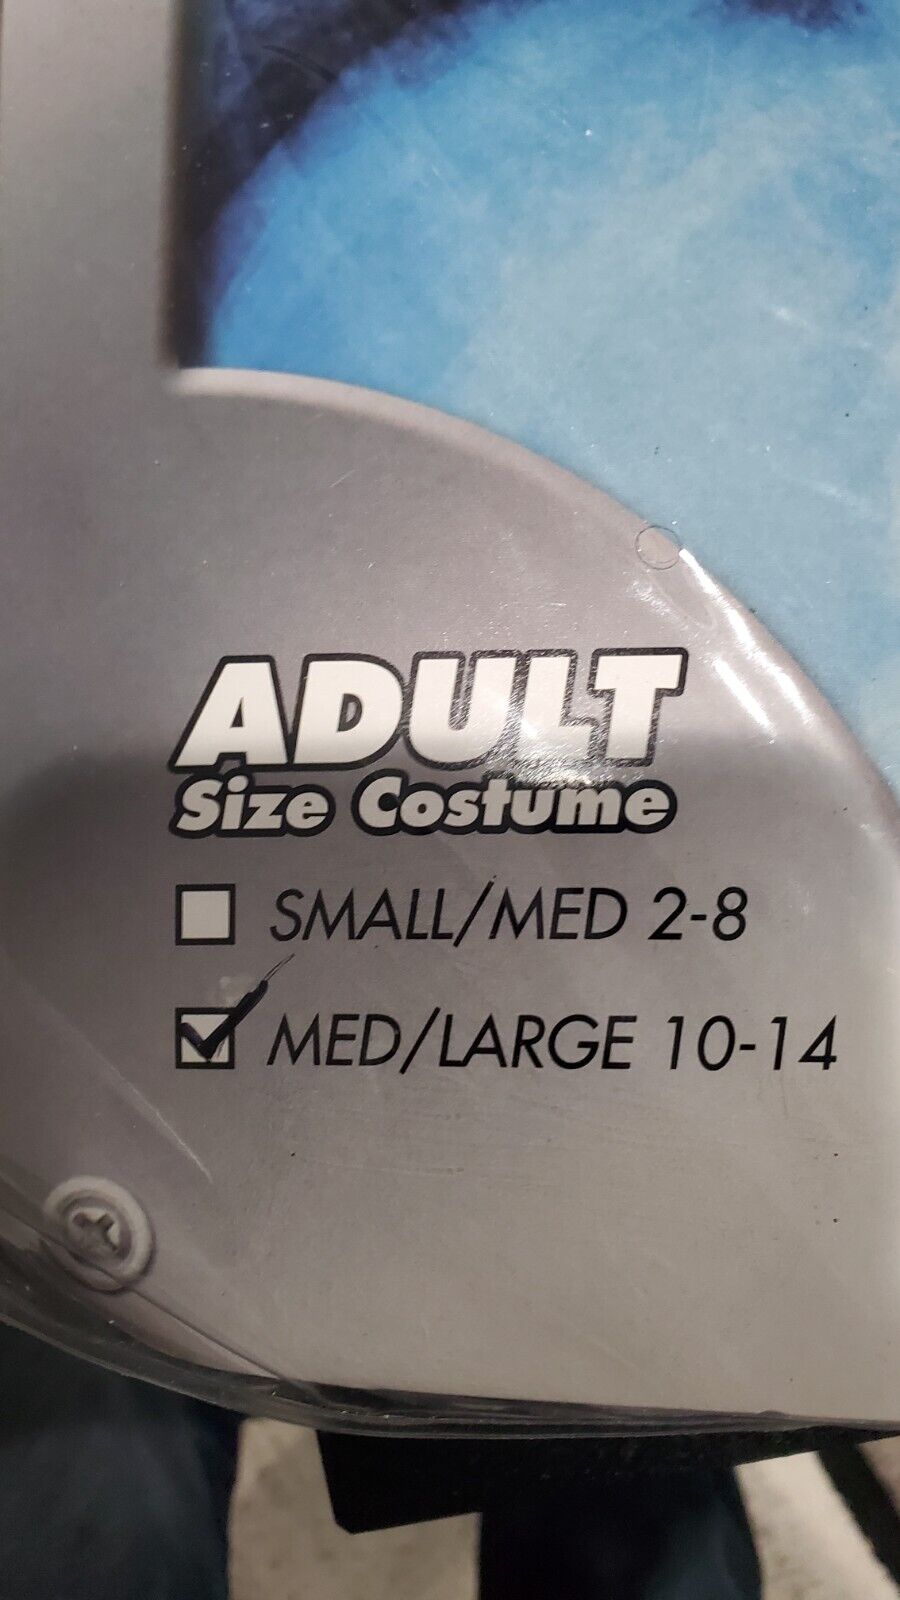 ADULT
Size Costume
SMALL/MED 2-8
MED/LARGE 10-14